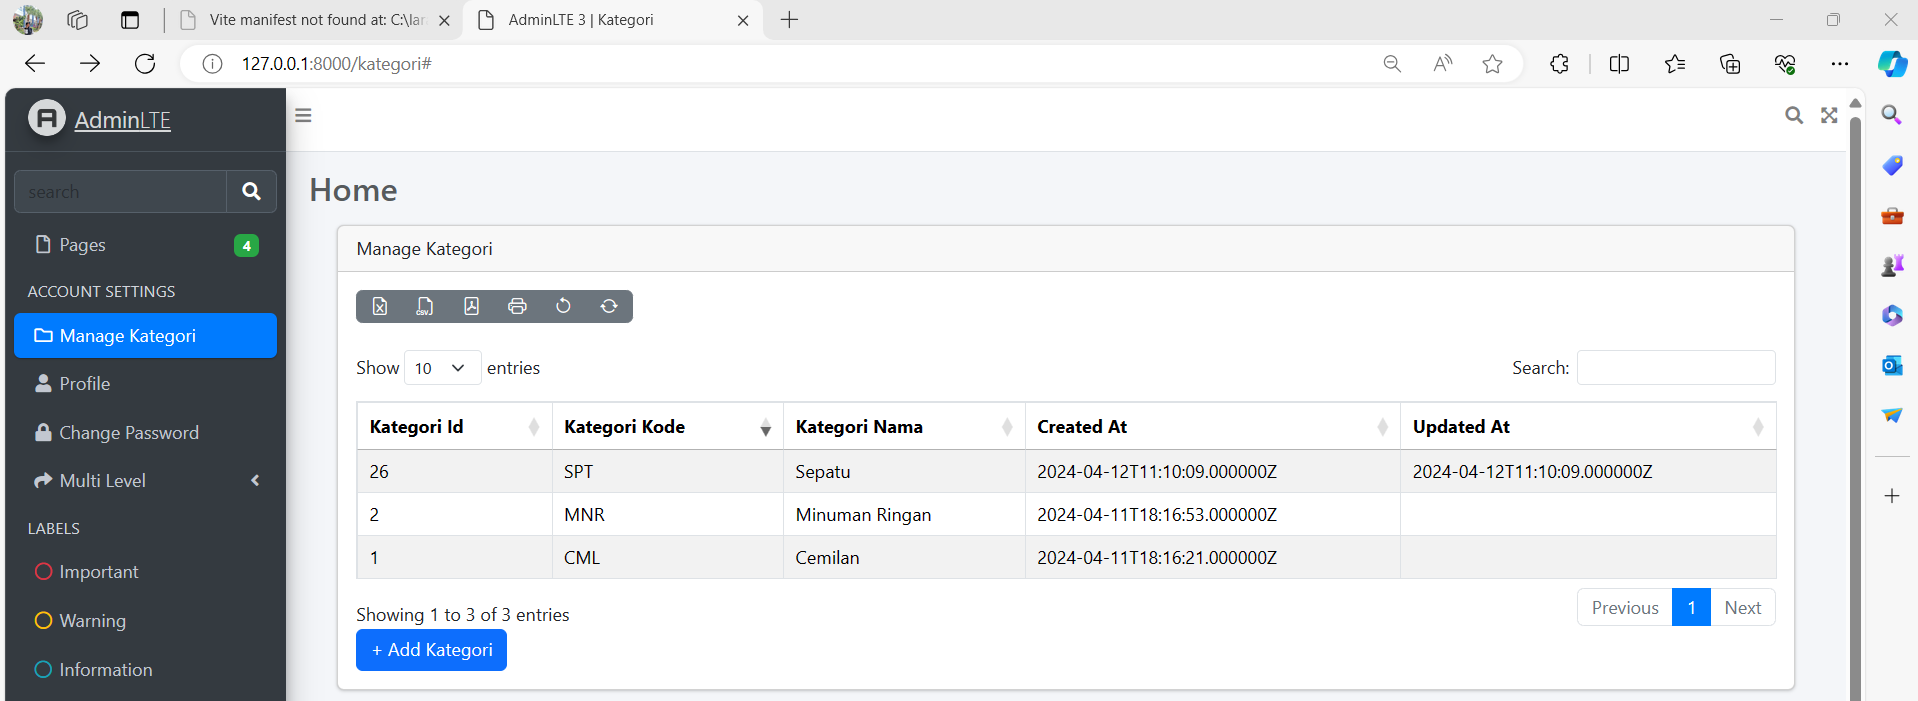 Vite manifest not found at: C:\lar
AdminLTE 3 | Kategori
127.0.0.1:8000/kategori#
AdminLTE
search
Pages 4
ACCOUNT SETTINGS
Manage Kategori
Profile
Change Password
Multi Level
LABELS
Important
Warning
Information
Home
Manage Kategori
CSV
Show 10 entries
Search:
Kategori Id Kategori Kode Kategori Nama Created At Updated At
26 SPT Sepatu 2024-04-12T11:10:09.000000Z 2024-04-12T11:10:09.000000Z
2 MNR Minuman Ringan 2024-04-11T18:16:53.000000Z
1 CML Cemilan 2024-04-11T18:16:21.000000Z
Showing 1 to 3 of 3 entries
Previous 1 Next
+ Add Kategori